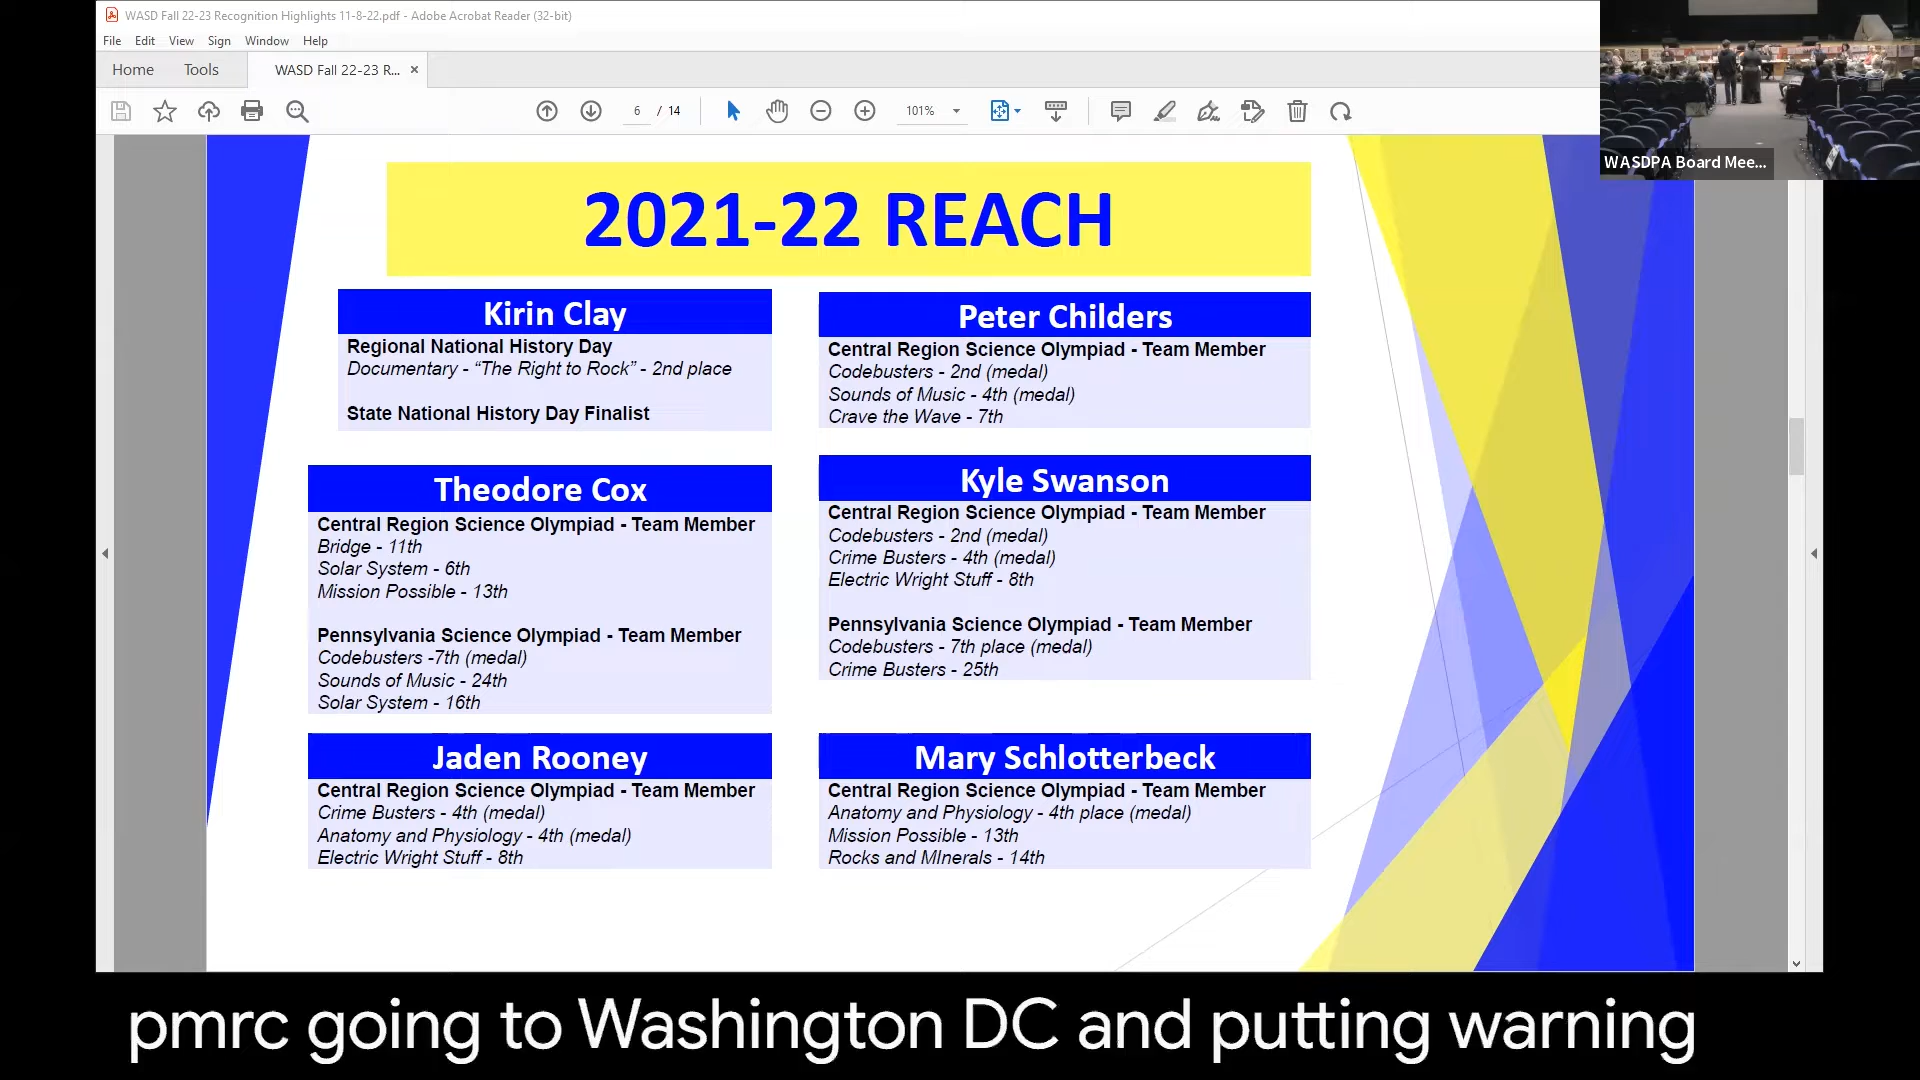 WASD Fall 22-23 Recognition Highlights 11-8-22.pdf - Adobe Acrobat Reader (32-bit)
File Edit View Sign Window Help
Home Tools WASD Fall 22-23 R... ×
6 / 14 101%
WASDPA Board Mee...
2021-22 REACH
Kirin Clay
Regional National History Day
Documentary - “The Right to Rock” - 2nd place
State National History Day Finalist
Peter Childers
Central Region Science Olympiad - Team Member
Codebusters - 2nd (medal)
Sounds of Music - 4th (medal)
Crave the Wave - 7th
Theodore Cox
Central Region Science Olympiad - Team Member
Bridge - 11th
Solar System - 6th
Mission Possible - 13th
Pennsylvania Science Olympiad - Team Member
Codebusters -7th (medal)
Sounds of Music - 24th
Solar System - 16th
Kyle Swanson
Central Region Science Olympiad - Team Member
Codebusters - 2nd (medal)
Crime Busters - 4th (medal)
Electric Wright Stuff - 8th
Pennsylvania Science Olympiad - Team Member
Codebusters - 7th place (medal)
Crime Busters - 25th
Jaden Rooney
Central Region Science Olympiad - Team Member
Crime Busters - 4th (medal)
Anatomy and Physiology - 4th (medal)
Electric Wright Stuff - 8th
Mary Schlotterbeck
Central Region Science Olympiad - Team Member
Anatomy and Physiology - 4th place (medal)
Mission Possible - 13th
Rocks and MInerals - 14th
pmrc going to Washington DC and putting warning